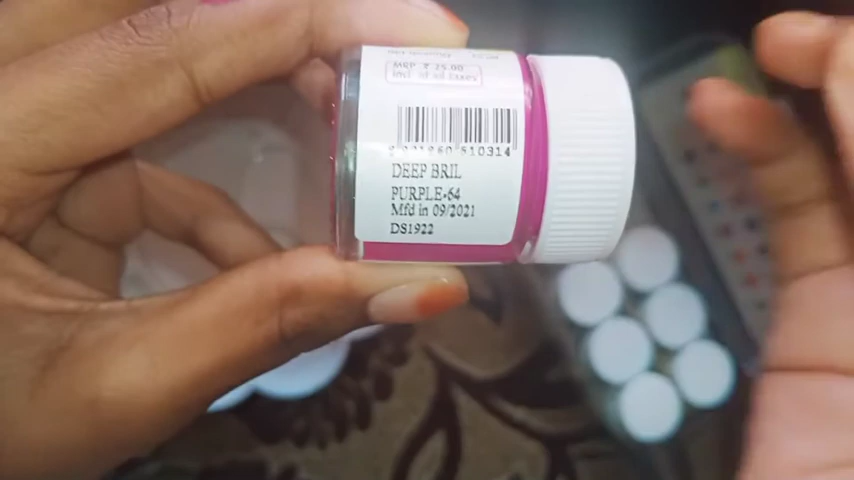 MRP ₹ 25.00
Incl of all taxes
DEEP BRIL
PURPLE-64
Mfd in 09/2021
DS1922